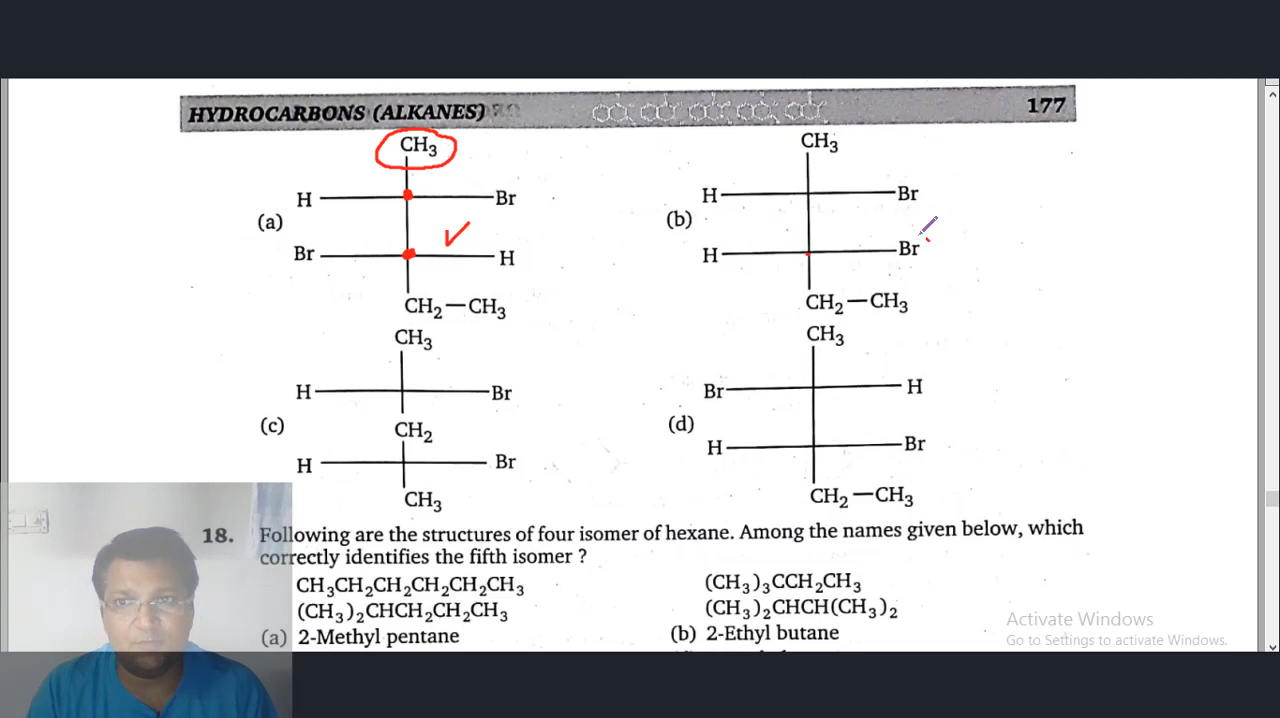 HYDROCARBONS (ALKANES) 177
CH3
H Br
(a)
Br H
CH2—CH3
CH3
H Br
(b)
H Br
CH2—CH3
CH3
H Br
(c) CH2
H Br
CH3
CH3
Br H
(d)
H Br
CH2—CH3
18. Following are the structures of four isomer of hexane. Among the names given below, which
correctly identifies the fifth isomer ?
CH3CH2CH2CH2CH2CH3 (CH3)3CCH2CH3
(CH3)2CHCH2CH2CH3 (CH3)2CHCH(CH3)2
(a) 2-Methyl pentane (b) 2-Ethyl butane
Activate Windows
Go to Settings to activate Windows.